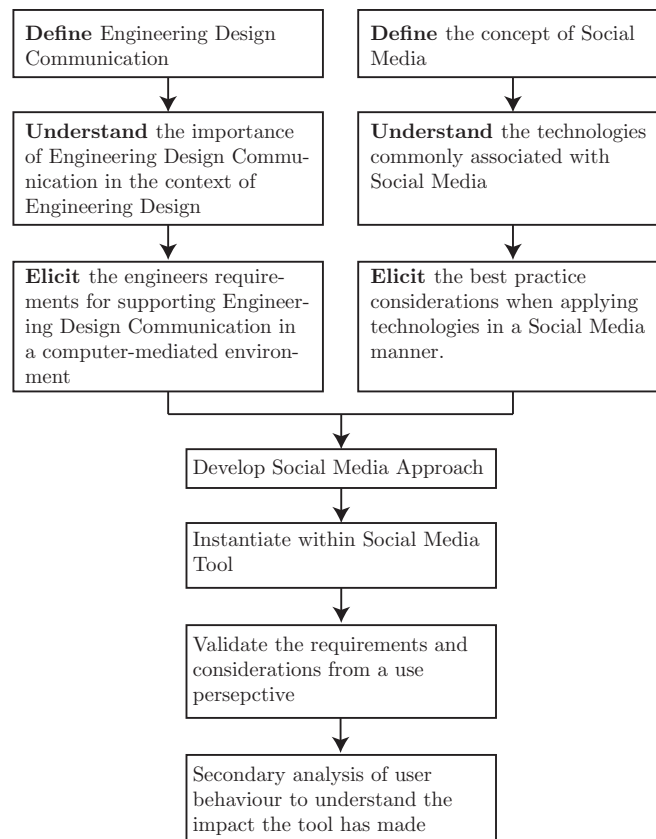 Define Engineering Design
Communication
Define the concept of Social
Media
Understand the importance
of Engineering Design Commu-
nication in the context of
Engineering Design
Understand the technologies
commonly associated with
Social Media
Elicit the engineers require-
ments for supporting Engineer-
ing Design Communication in
a computer-mediated environ-
ment
Elicit the best practice
considerations when applying
technologies in a Social Media
manner.
Develop Social Media Approach
Instantiate within Social Media
Tool
Validate the requirements and
considerations from a use
persepctive
Secondary analysis of user
behaviour to understand the
impact the tool has made